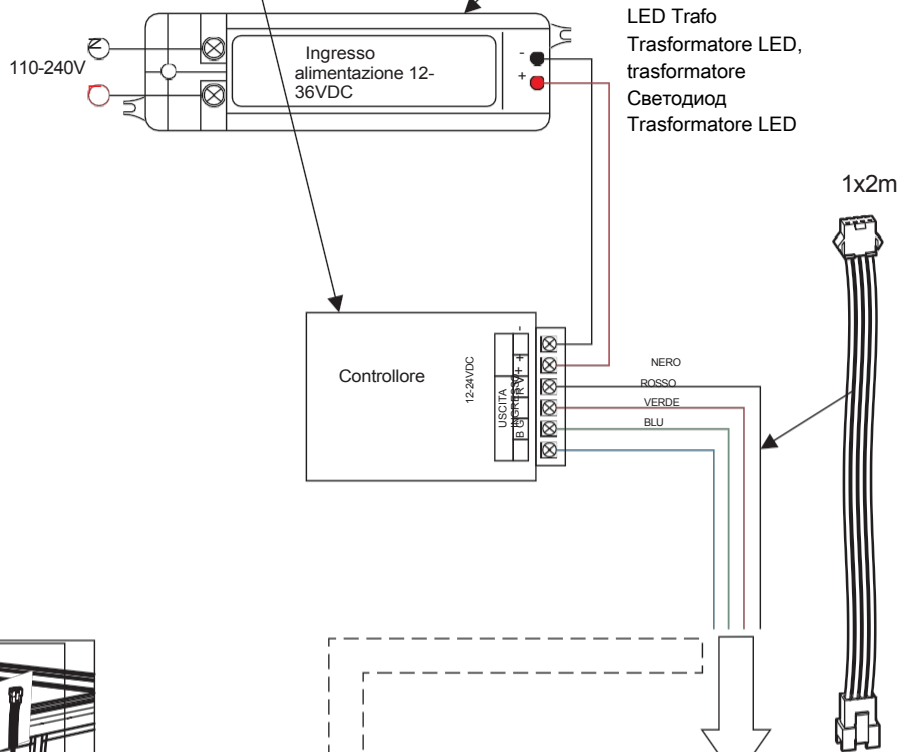 LED Trafo
Trasformatore LED,
trasformatore
Светодиод
Trasformatore LED
N
110-240V
Ingresso
alimentazione 12-
36VDC
-
+
1x2m
Controllore
12-24VDC
USCITA
INGRESSO
B G R V+ + -
NERO
ROSSO
VERDE
BLU